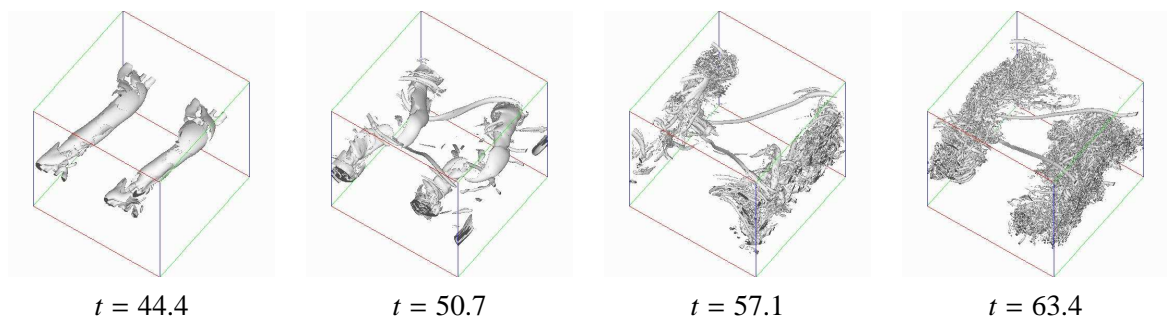 t = 44.4 t = 50.7 t = 57.1 t = 63.4